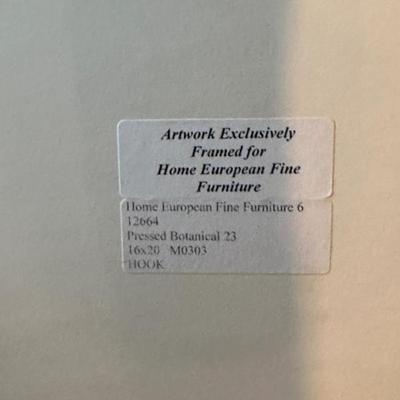 Artwork Exclusively
Framed for
Home European Fine
Furniture
Home European Fine Furniture 6
12664
Pressed Botanical 23
16x20 M0303
HOOK